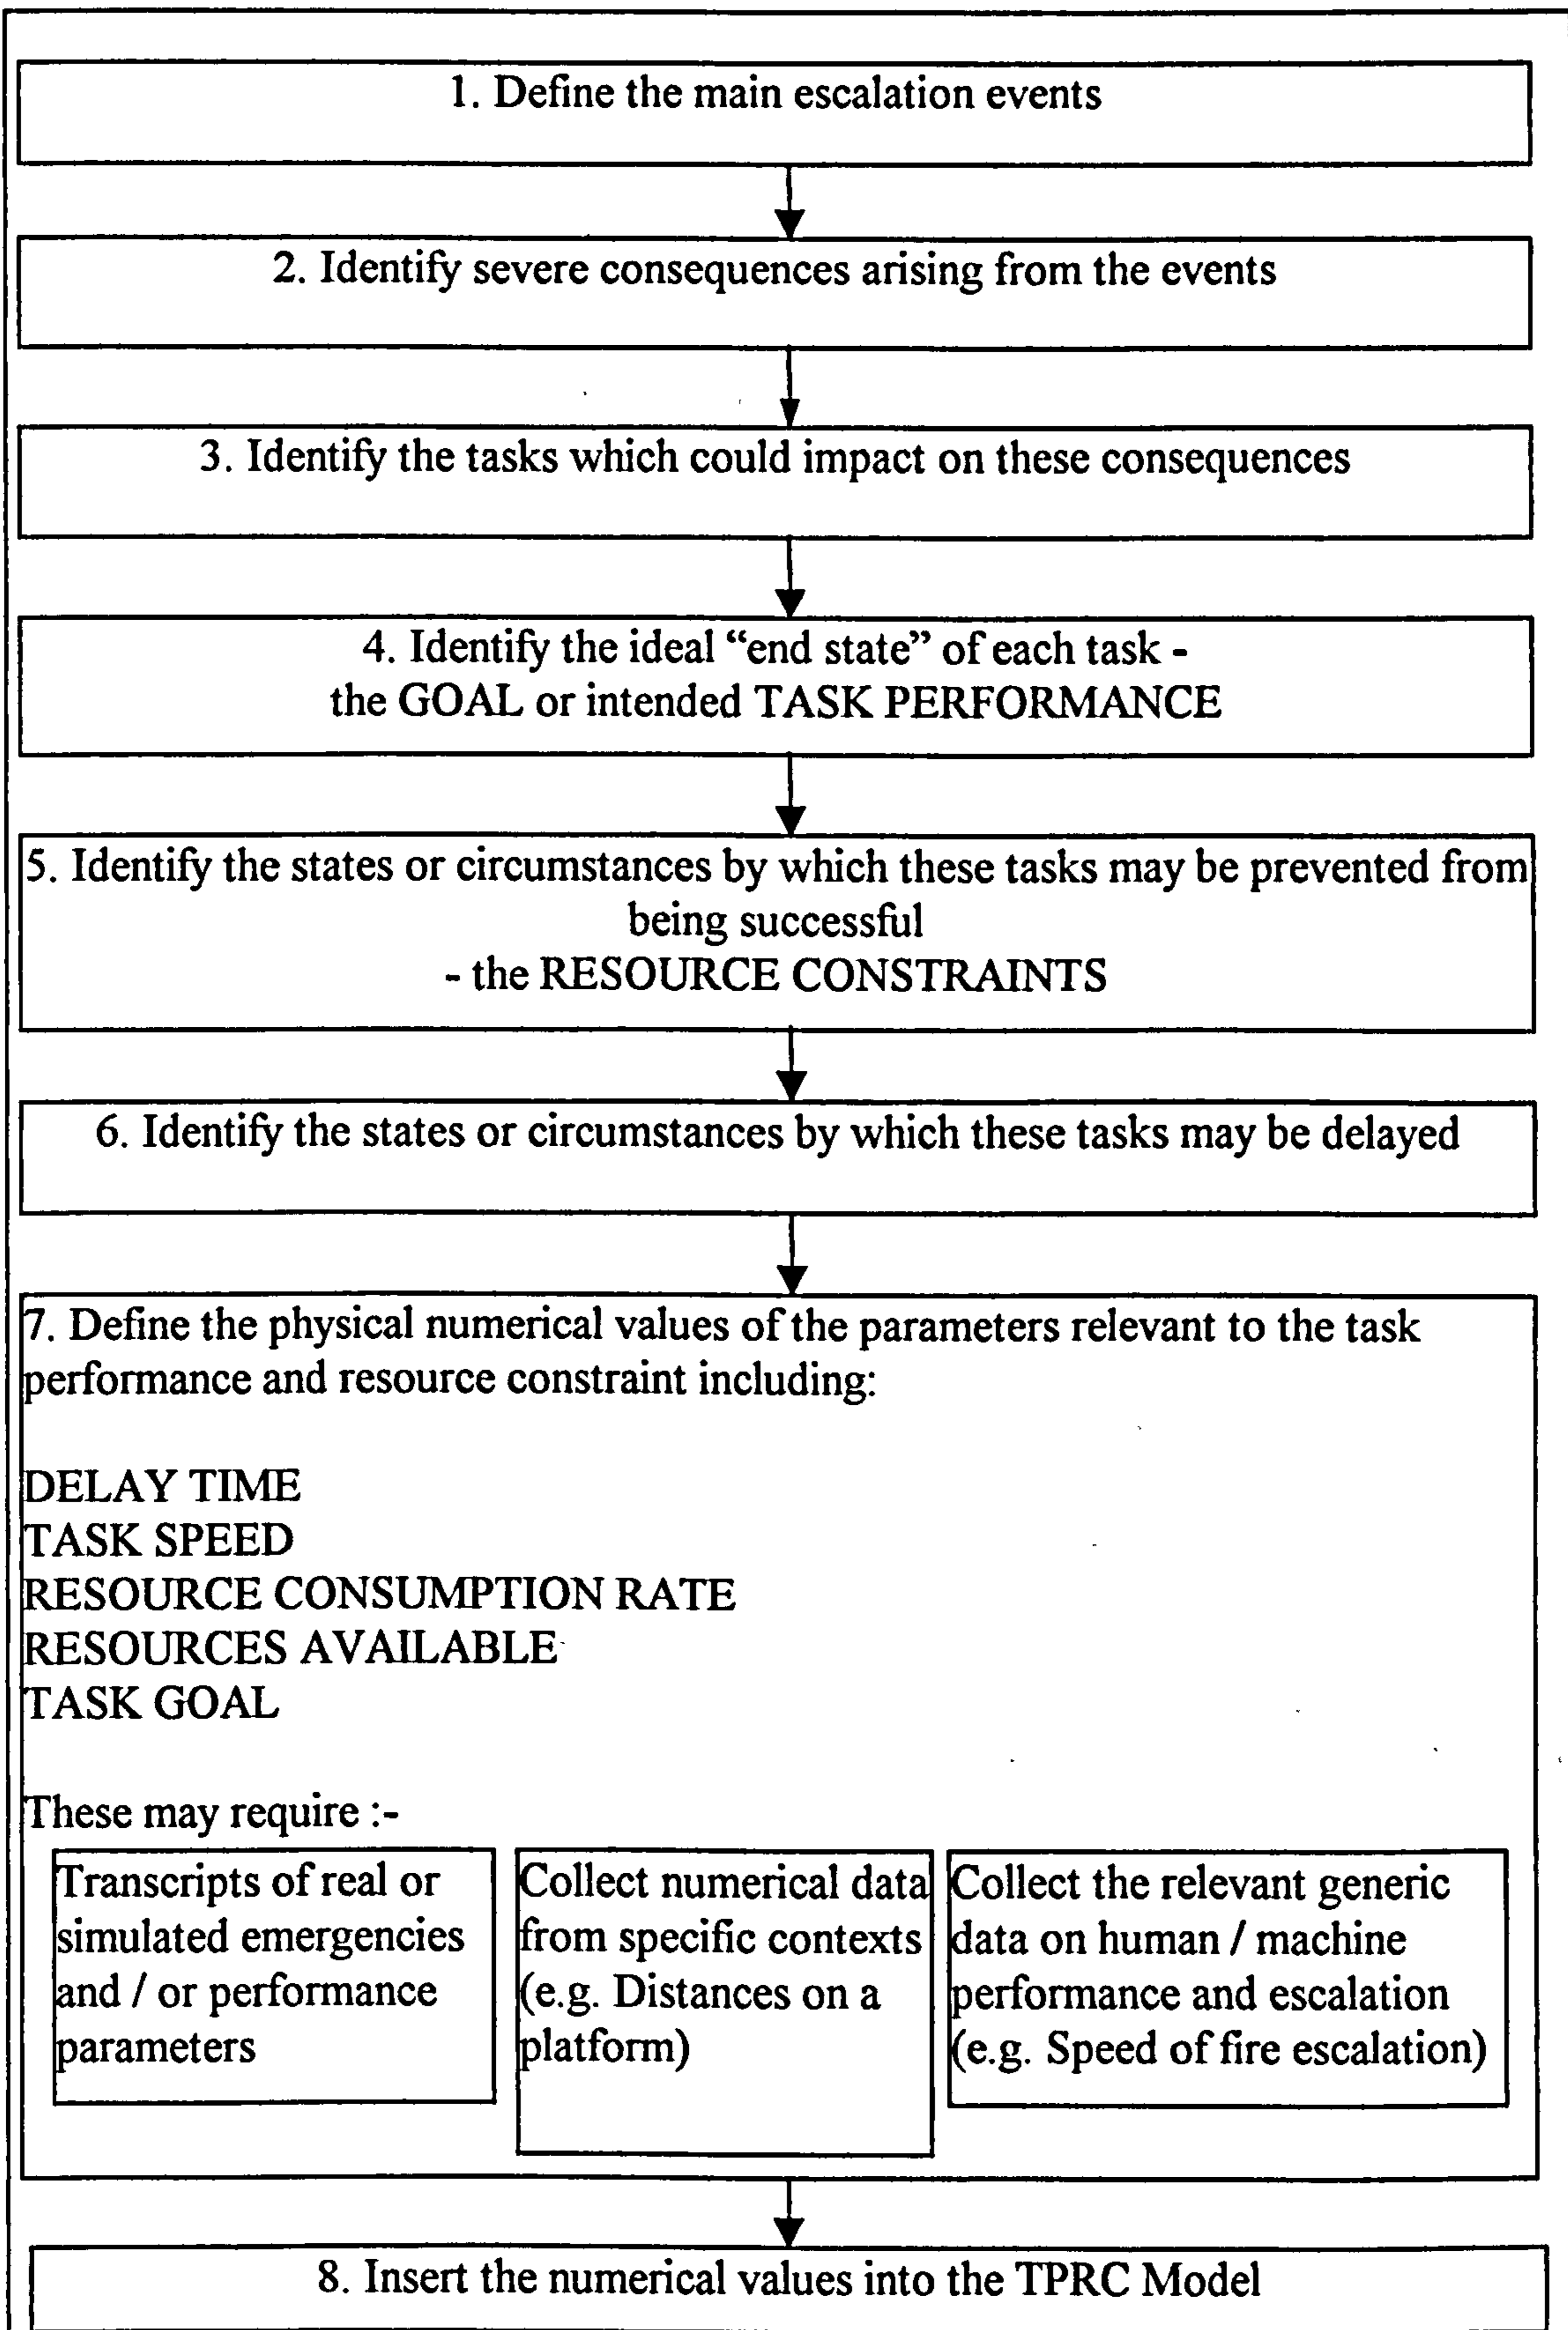 1. Define the main escalation events
2. Identify severe consequences arising from the events
3. Identify the tasks which could impact on these consequences
4. Identify the ideal “end state” of each task -
the GOAL or intended TASK PERFORMANCE
5. Identify the states or circumstances by which these tasks may be prevented from
being successful
- the RESOURCE CONSTRAINTS
6. Identify the states or circumstances by which these tasks may be delayed
7. Define the physical numerical values of the parameters relevant to the task
performance and resource constraint including:
DELAY TIME
TASK SPEED
RESOURCE CONSUMPTION RATE
RESOURCES AVAILABLE
TASK GOAL
These may require :-
Transcripts of real or
simulated emergencies
and / or performance
parameters
Collect numerical data
from specific contexts
(e.g. Distances on a
platform)
Collect the relevant generic
data on human / machine
performance and escalation
(e.g. Speed of fire escalation)
8. Insert the numerical values into the TPRC Model